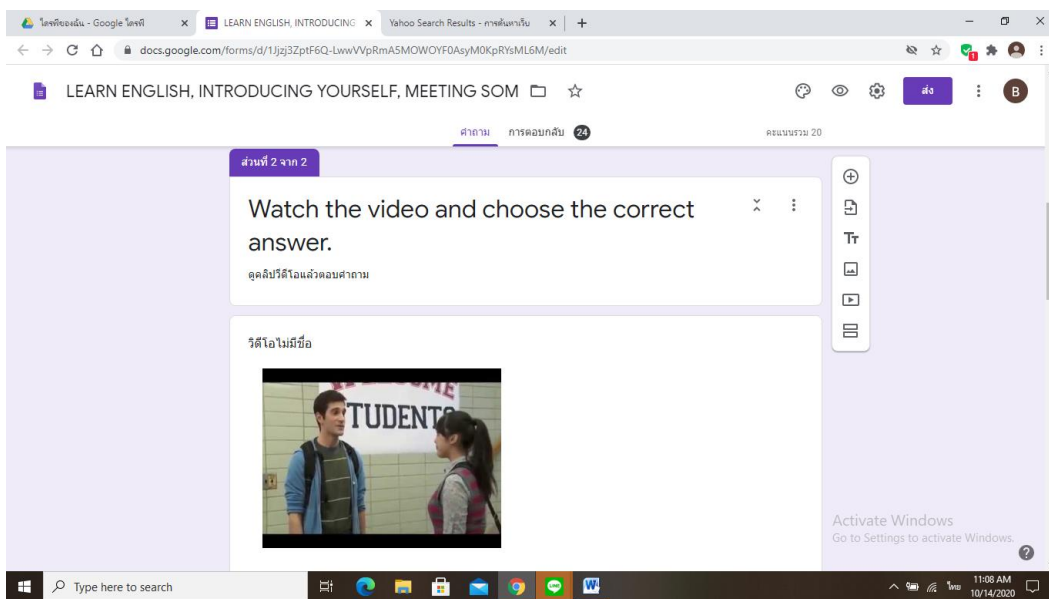 ไดรฟ์ของฉัน - Google ไดรฟ์
LEARN ENGLISH, INTRODUCING
Yahoo Search Results - การค้นหาเว็บ
docs.google.com/forms/d/1Jjzj3ZptF6Q-LwwVVpRmA5MOWOYF0AsyM0KpRYsML6M/edit
LEARN ENGLISH, INTRODUCING YOURSELF, MEETING SOM
ส่ง
B
คำถาม การตอบกลับ 24
คะแนนรวม 20
ส่วนที่ 2 จาก 2
Watch the video and choose the correct
answer.
ดูคลิปวีดีโอแล้วตอบคำถาม
Tт
วิดีโอไม่มีชื่อ
TUDENTS
Activate Windows
Go to Settings to activate Windows.
Type here to search
ไทย
11:08 AM
10/14/2020